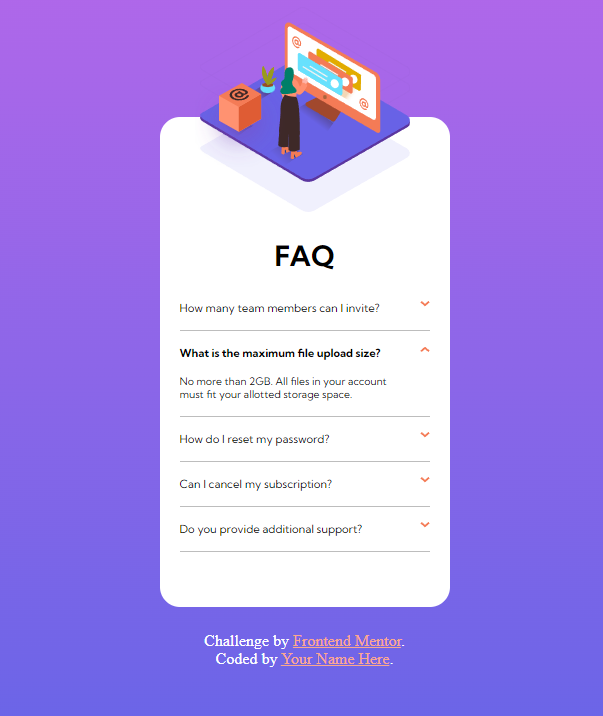 @
@
@
FAQ
How many team members can I invite?
What is the maximum file upload size?
No more than 2GB. All files in your account
must fit your allotted storage space.
How do I reset my password?
Can I cancel my subscription?
Do you provide additional support?
Challenge by Frontend Mentor.
Coded by Your Name Here.